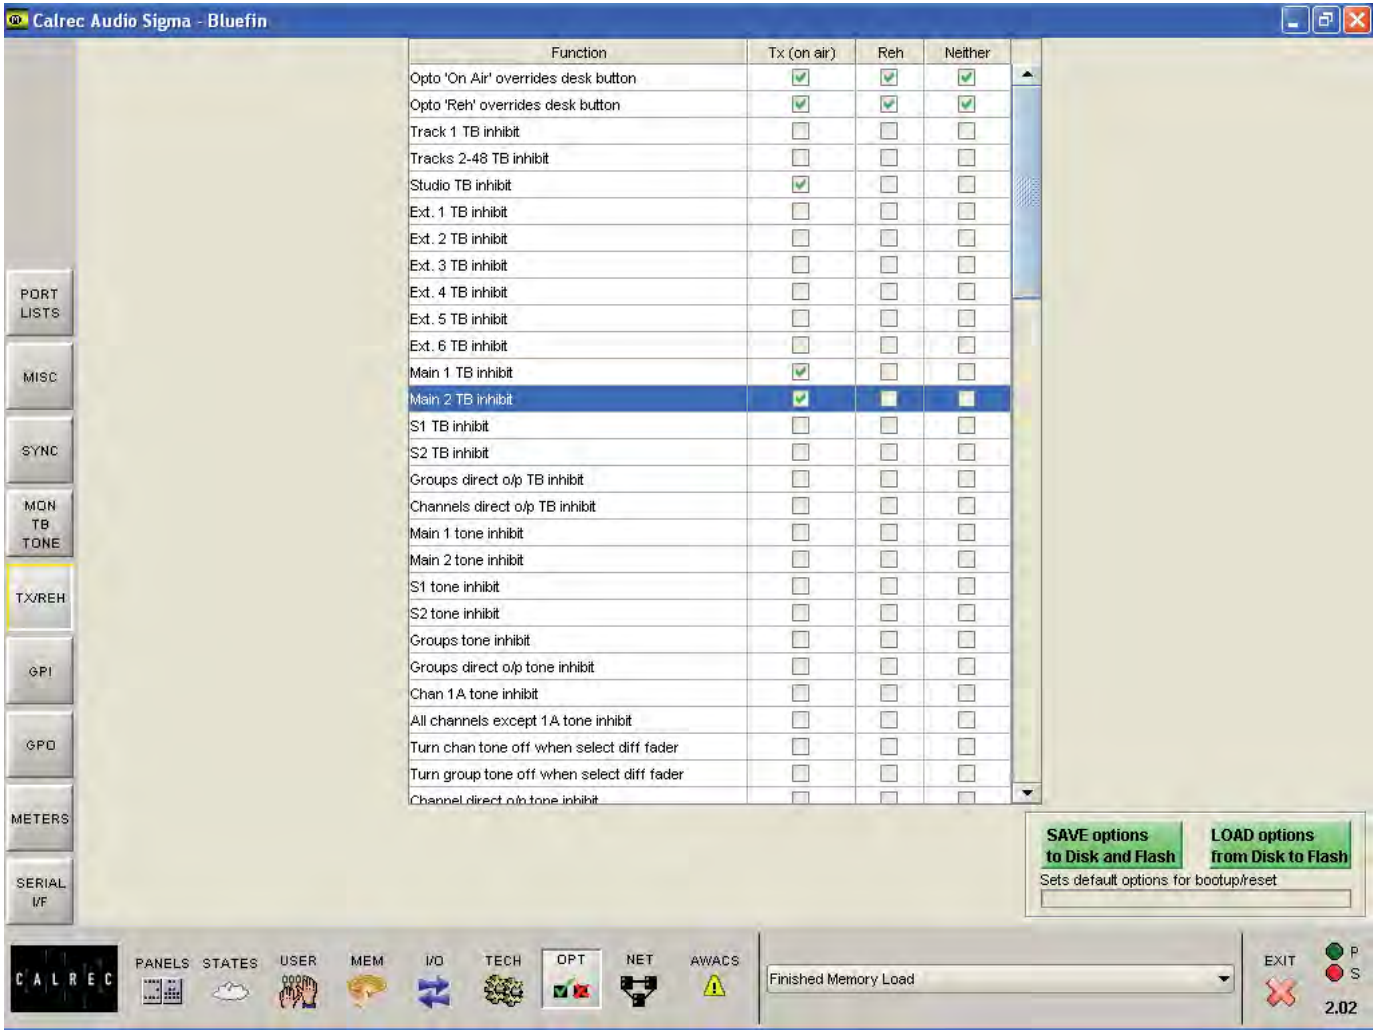 Calrec Audio Sigma - Bluefin
Function Tx (on air) Reh Neither
Opto 'On Air' overrides desk button
Opto 'Reh' overrides desk button
Track 1 TB inhibit
Tracks 2-48 TB inhibit
Studio TB inhibit
Ext. 1 TB inhibit
Ext. 2 TB inhibit
Ext. 3 TB inhibit
Ext. 4 TB inhibit
Ext. 5 TB inhibit
Ext. 6 TB inhibit
Main 1 TB inhibit
Main 2 TB inhibit
S1 TB inhibit
S2 TB inhibit
Groups direct o/p TB inhibit
Channels direct o/p TB inhibit
Main 1 tone inhibit
Main 2 tone inhibit
S1 tone inhibit
S2 tone inhibit
Groups tone inhibit
Groups direct o/p tone inhibit
Chan 1A tone inhibit
All channels except 1A tone inhibit
Turn chan tone off when select diff fader
Turn group tone off when select diff fader
Channel direct o/p tone inhibit
PORT
LISTS
MISC
SYNC
MON
TB
TONE
TX/REH
GPI
GPO
METERS
SERIAL
I/F
SAVE options
to Disk and Flash
LOAD options
from Disk to Flash
Sets default options for bootup/reset
CALREC
PANELS STATES USER MEM I/O TECH OPT NET AWACS
Finished Memory Load
EXIT
P
S
2.02